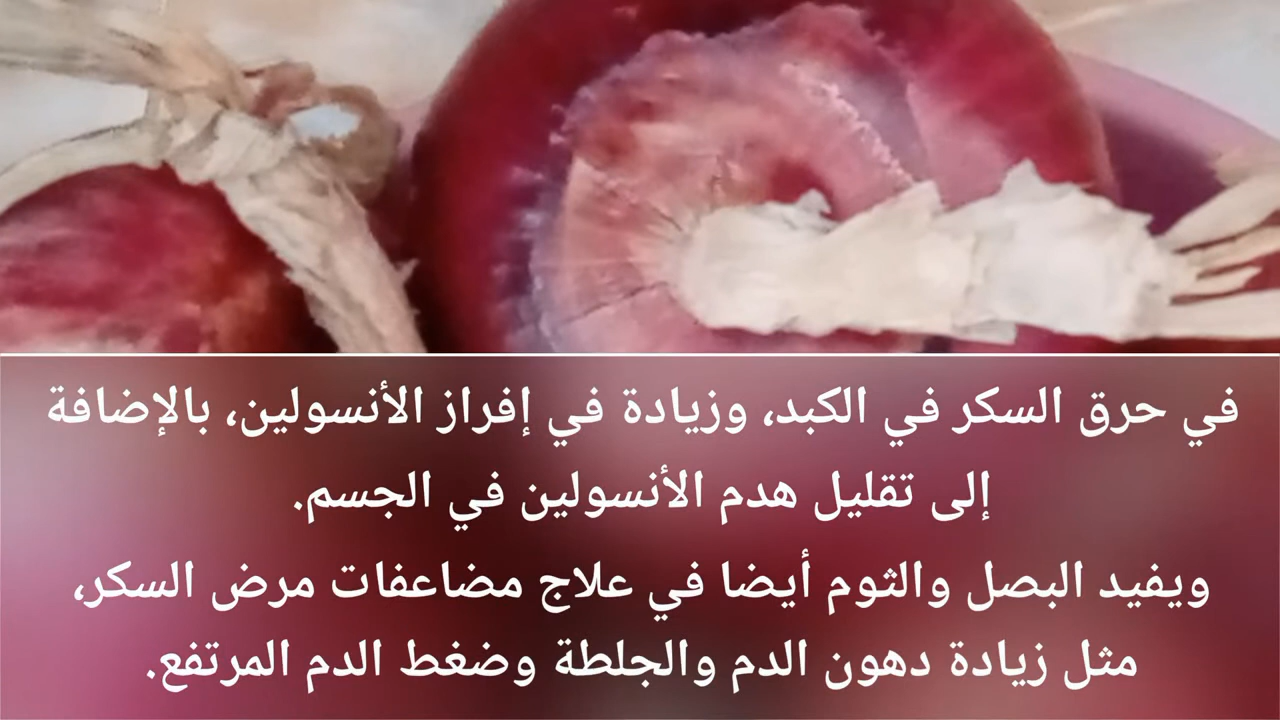 في حرق السكر في الكبد، وزيادة في إفراز الأنسولين، بالإضافة
إلى تقليل هدم الأنسولين في الجسم.
ويفيد البصل والثوم أيضا في علاج مضاعفات مرض السكر،
مثل زيادة دهون الدم والجلطة وضغط الدم المرتفع.